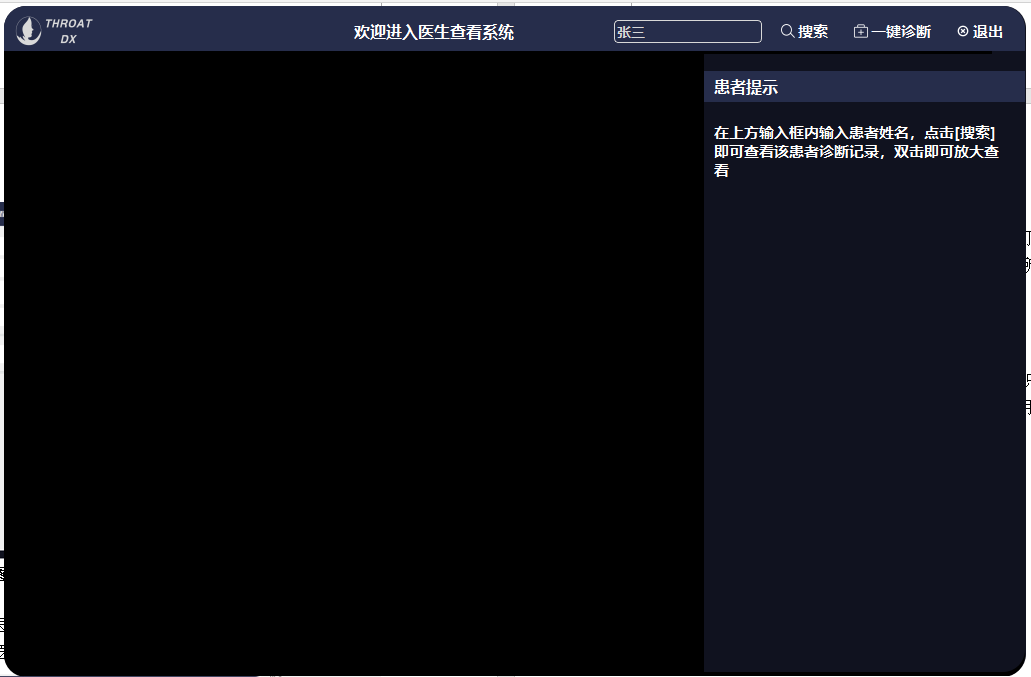 THROAT
DX
欢迎进入医生查看系统
张三
搜索
一键诊断
退出
患者提示
在上方输入框内输入患者姓名，点击[搜索]
即可查看该患者诊断记录，双击即可放大查
看